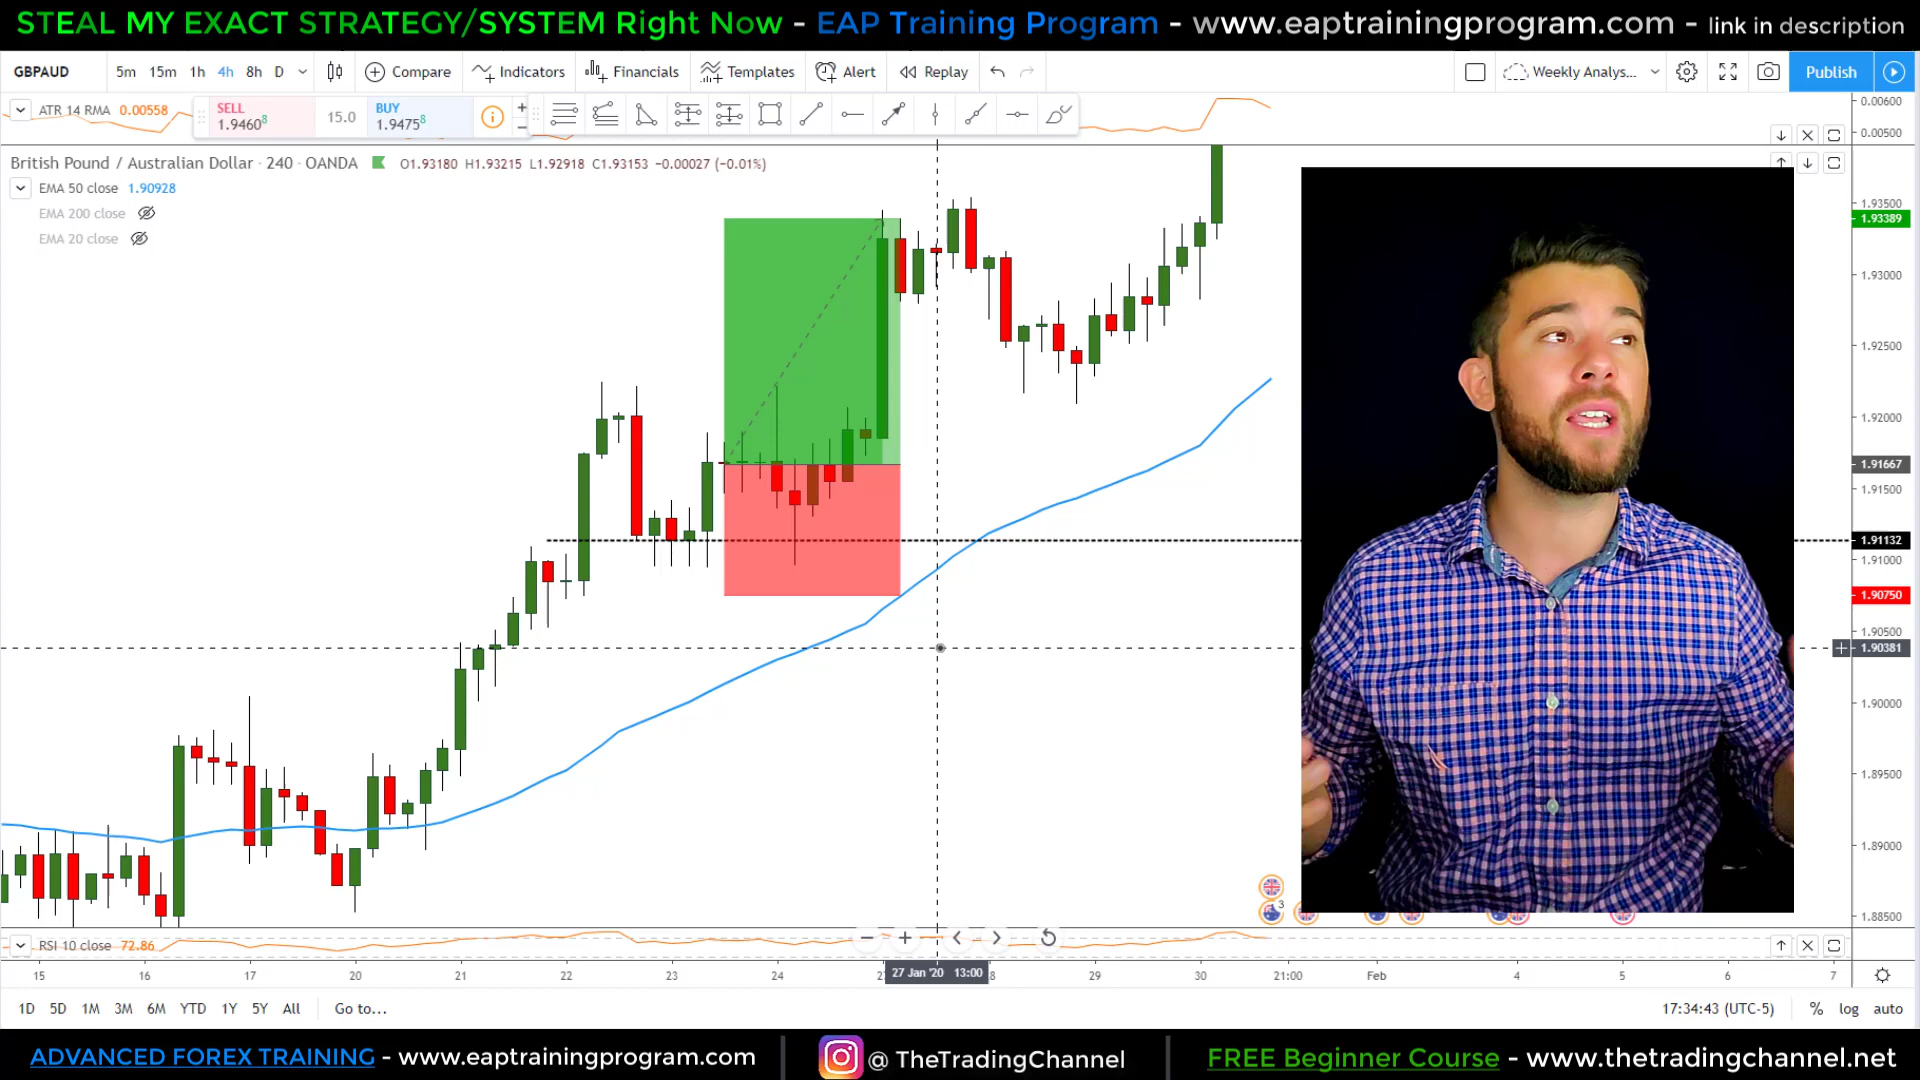 STEAL MY EXACT STRATEGY/SYSTEM Right Now - EAP Training Program - www.eaptrainingprogram.com - link in description
GBPAUD 5m 15m 1h 4h 8h D Compare Indicators Financials Templates Alert Replay Weekly Analys... Publish
ATR 14 RMA 0.00558
SELL
1.94608
15.0
BUY
1.94758
0.00600
0.00500
British Pound / Australian Dollar · 240 · OANDA O1.93180 H1.93215 L1.92918 C1.93153 −0.00027 (−0.01%)
EMA 50 close 1.90928
EMA 200 close
EMA 20 close
1.93500
1.93389
1.93000
1.92500
1.92000
1.91667
1.91500
1.91132
1.91000
1.90750
1.90500
1.90381
1.90000
1.89500
1.89000
1.88500
3
RSI 10 close 72.86
15 16 17 20 21 22 23 24 27 Jan '20 13:00 29 30 21:00 Feb 4 5 6 7
1D 5D 1M 3M 6M YTD 1Y 5Y All Go to... 17:34:43 (UTC-5) % log auto
ADVANCED FOREX TRAINING - www.eaptrainingprogram.com @ TheTradingChannel FREE Beginner Course - www.thetradingchannel.net